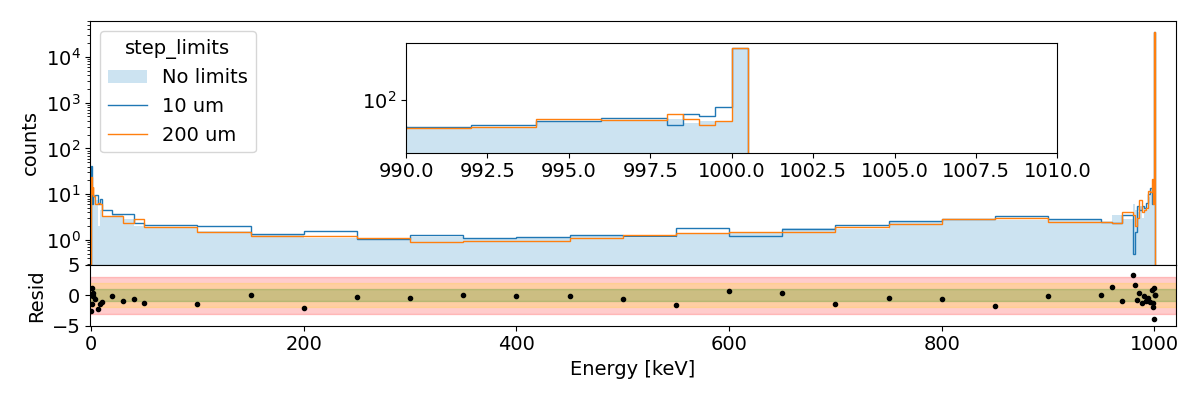 step_limits
No limits
10 um
200 um
10^4
10^3
10^2
10^1
10^0
counts
10^2
990.0 992.5 995.0 997.5 1000.0 1002.5 1005.0 1007.5 1010.0
5
0
−5
Resid
0 200 400 600 800 1000
Energy [keV]